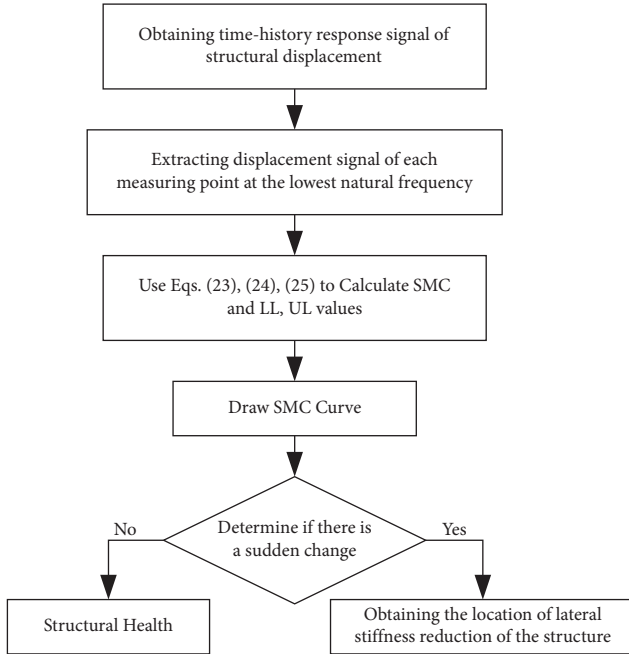 Obtaining time-history response signal of
structural displacement
Extracting displacement signal of each
measuring point at the lowest natural frequency
Use Eqs. (23), (24), (25) to Calculate SMC
and LL, UL values
Draw SMC Curve
Determine if there is
a sudden change
No
Yes
Structural Health
Obtaining the location of lateral
stiffness reduction of the structure